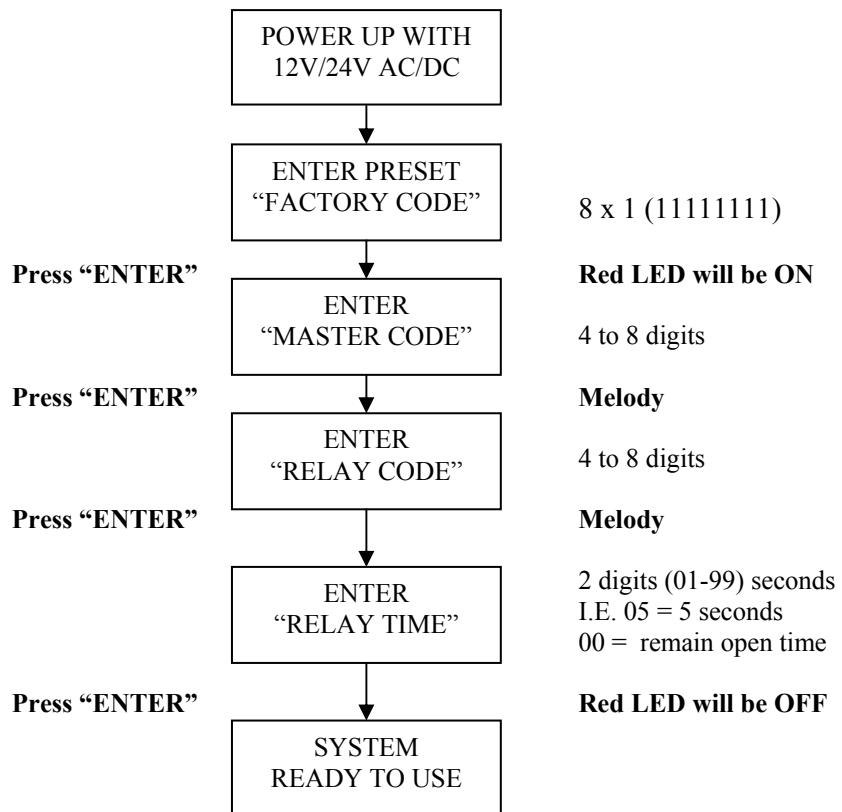 POWER UP WITH
12V/24V AC/DC
ENTER PRESET
“FACTORY CODE”
8 x 1 (11111111)
Press “ENTER”
Red LED will be ON
ENTER
“MASTER CODE”
4 to 8 digits
Press “ENTER”
Melody
ENTER
“RELAY CODE”
4 to 8 digits
Press “ENTER”
Melody
ENTER
“RELAY TIME”
2 digits (01-99) seconds
I.E. 05 = 5 seconds
00 = remain open time
Press “ENTER”
Red LED will be OFF
SYSTEM
READY TO USE